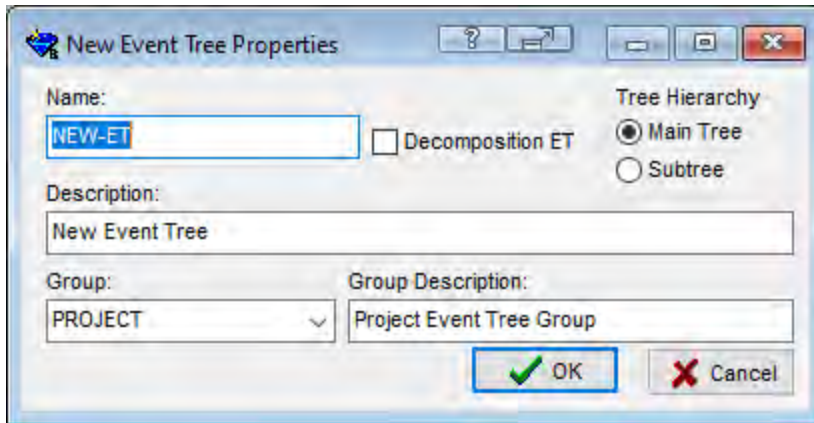 New Event Tree Properties
?
Name:
Tree Hierarchy
NEW-ET
Decomposition ET
Main Tree
Subtree
Description:
New Event Tree
Group:
Group Description:
PROJECT
Project Event Tree Group
OK
Cancel